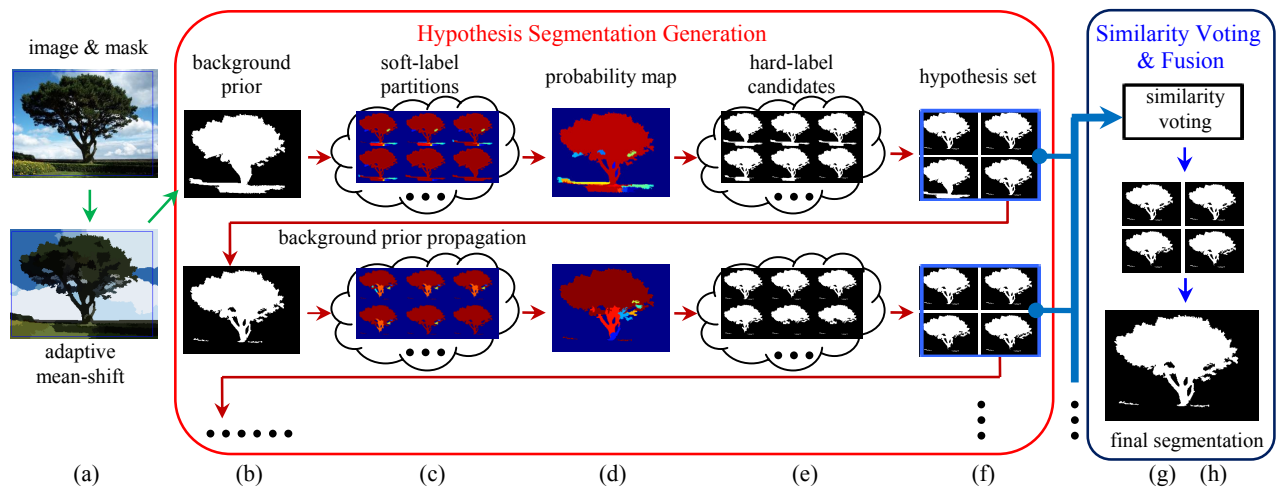 image & mask
adaptive
mean-shift
Hypothesis Segmentation Generation
background
prior
soft-label
partitions
probability map
hard-label
candidates
hypothesis set
background prior propagation
Similarity Voting
& Fusion
similarity
voting
final segmentation
(a)
(b)
(c)
(d)
(e)
(f)
(g)
(h)